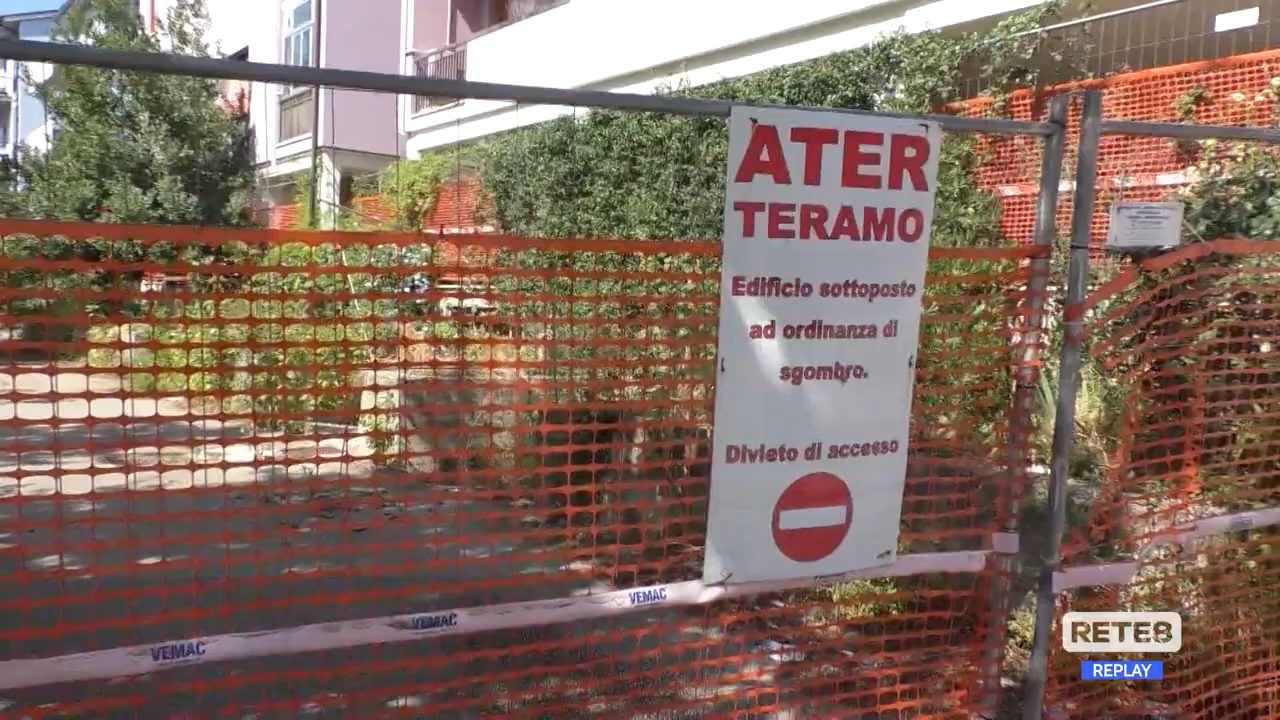 ATER
TERAMO
Edificio sottoposto
ad ordinanza di
sgombro.
Divieto di accesso
VEMAC
VEMAC
VEMAC
RETE8
REPLAY